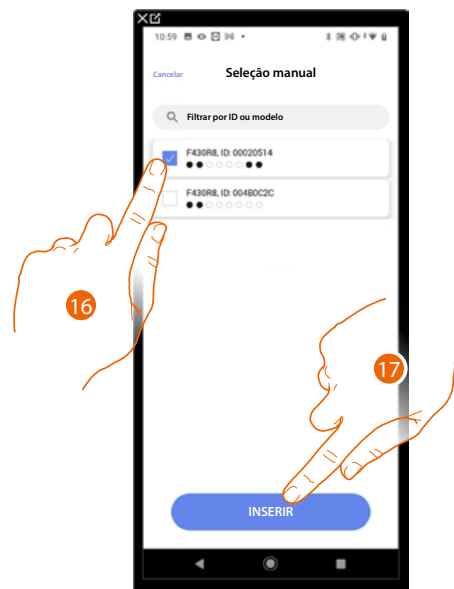 10:59
Cancelar
Seleção manual
Filtrar por ID ou modelo
F430R8, ID: 00020514
F430R8, ID: 004B0C2C
16
17
INSERIR